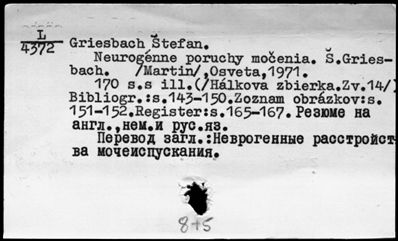 L
4372
Griesbach Štefan.
Neurogénne poruchy močenia. Š.Gries-
bach. /Martin/,Osveta,1971.
170 s.s ill.(/Hálkova zbierka.Zv.14/)
Bibliogr.:s.143-150.Zoznam obrázkov:s.
151-152.Register:s.165-167.Резюме на
англ.,нем.и рус.яз.
Перевод загл.:Неврогенные расстройст-
ва мочеиспускания.
8+5